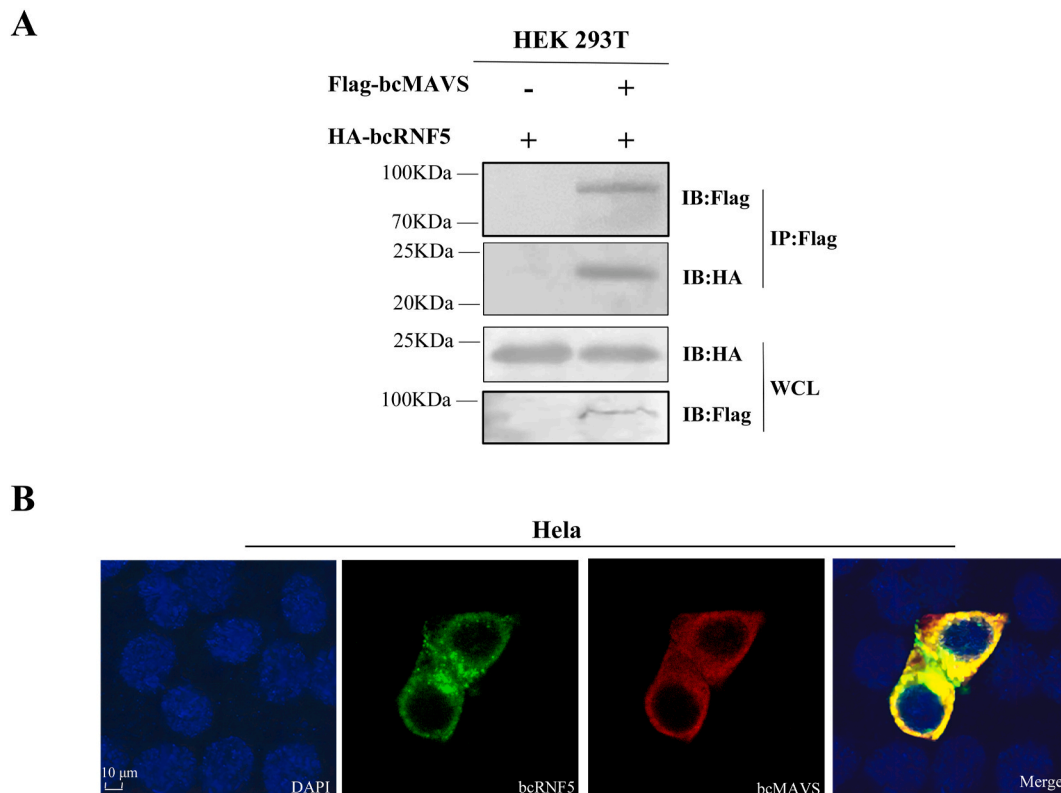 A
HEK 293T
Flag-bcMAVS - +
HA-bcRNF5 + +
100KDa
IB:Flag
70KDa
IP:Flag
25KDa
IB:HA
20KDa
25KDa
IB:HA
WCL
100KDa
IB:Flag
B
Hela
10 μm
DAPI
bcRNF5
bcMAVS
Merge